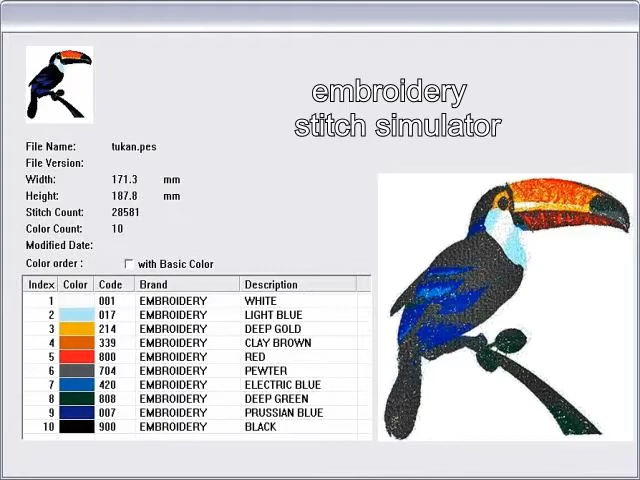 embroidery
stitch simulator
File Name: tukan.pes
File Version:
Width: 171.3 mm
Height: 187.8 mm
Stitch Count: 28581
Color Count: 10
Modified Date:
Color order : with Basic Color
Index Color Code Brand Description
1 001 EMBROIDERY WHITE
2 017 EMBROIDERY LIGHT BLUE
3 214 EMBROIDERY DEEP GOLD
4 339 EMBROIDERY CLAY BROWN
5 800 EMBROIDERY RED
6 704 EMBROIDERY PEWTER
7 420 EMBROIDERY ELECTRIC BLUE
8 808 EMBROIDERY DEEP GREEN
9 007 EMBROIDERY PRUSSIAN BLUE
10 900 EMBROIDERY BLACK